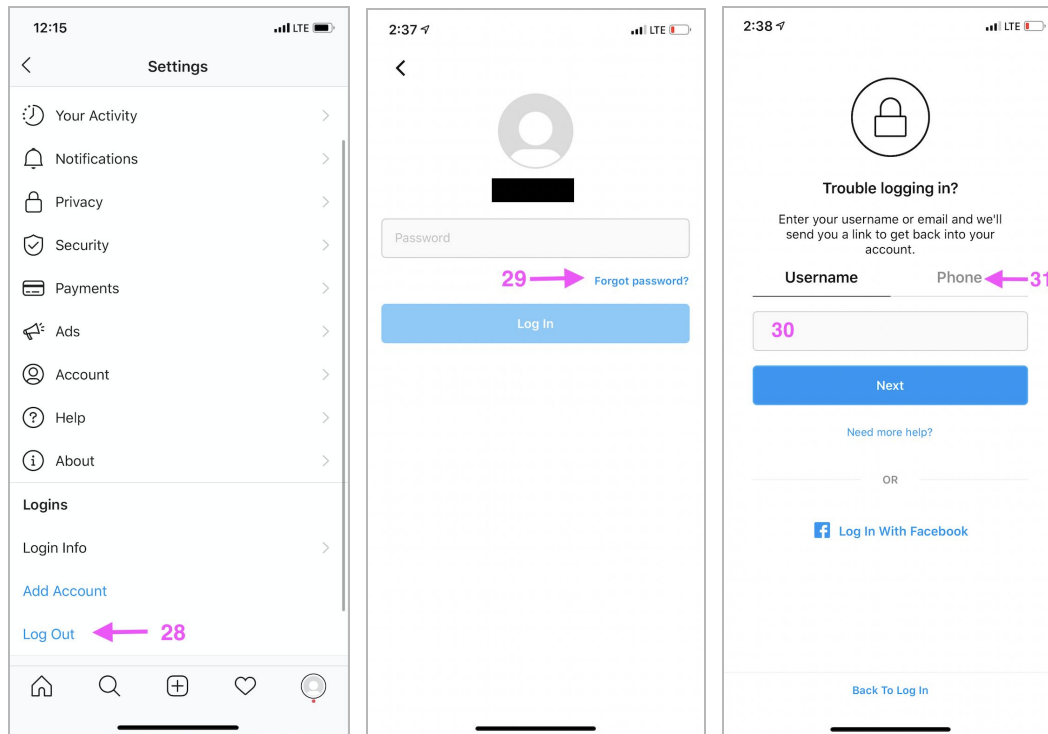 12:15
LTE
Settings
Your Activity
Notifications
Privacy
Security
Payments
Ads
Account
Help
About
Logins
Login Info
Add Account
Log Out
28
2:37
LTE
Password
29
Forgot password?
Log In
2:38
LTE
Trouble logging in?
Enter your username or email and we'll
send you a link to get back into your
account.
Username Phone
31
30
Next
Need more help?
OR
Log In With Facebook
Back To Log In